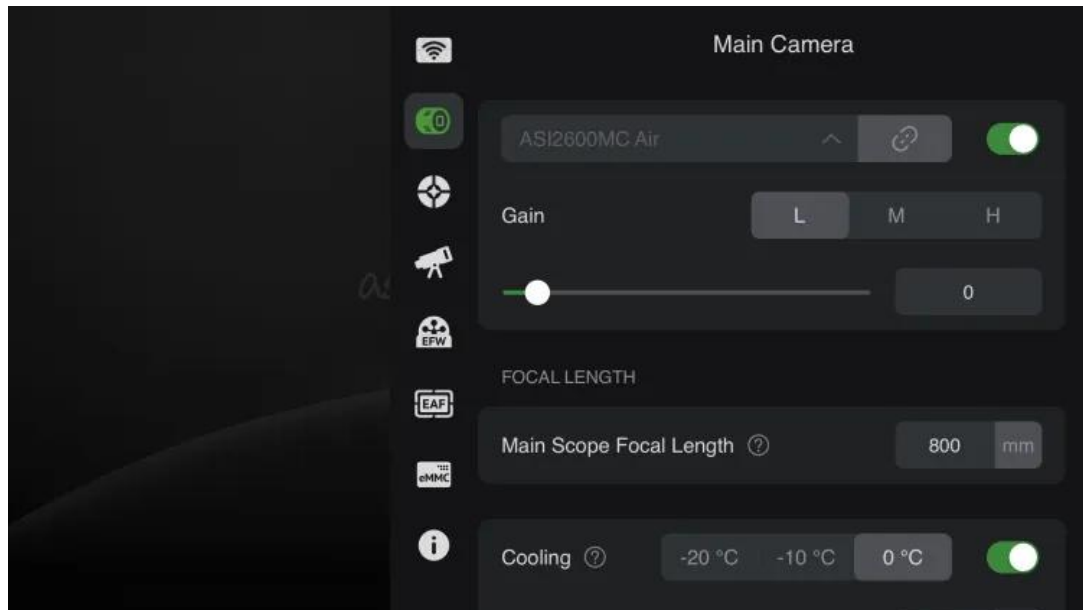 Main Camera
ASI2600MC Air
Gain
L M H
0
EFW
FOCAL LENGTH
EAF
Main Scope Focal Length ?
800 mm
eMMC
i
Cooling ?
-20 °C -10 °C 0 °C